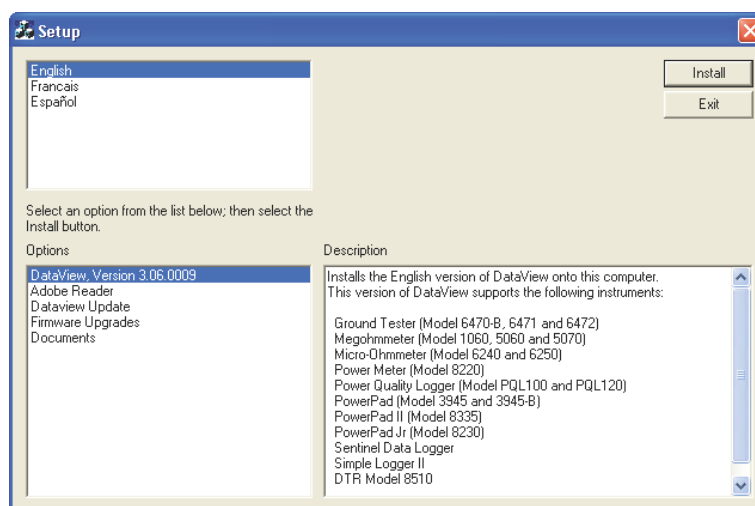 Setup
English
Francais
Español
Install
Exit
Select an option from the list below; then select the
Install button.
Options
DataView, Version 3.06.0009
Adobe Reader
Dataview Update
Firmware Upgrades
Documents
Description
Installs the English version of DataView onto this computer.
This version of DataView supports the following instruments:
Ground Tester (Model 6470-B, 6471 and 6472)
Megohmmeter (Model 1060, 5060 and 5070)
Micro-Ohmmeter (Model 6240 and 6250)
Power Meter (Model 8220)
Power Quality Logger (Model PQL100 and PQL120)
PowerPad (Model 3945 and 3945-B)
PowerPad II (Model 8335)
PowerPad Jr (Model 8230)
Sentinel Data Logger
Simple Logger II
DTR Model 8510